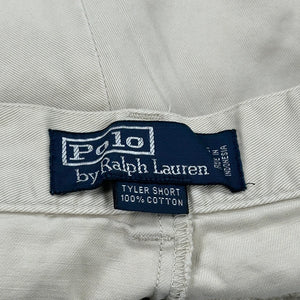 Polo
by Ralph Lauren
TYLER SHORT
100% COTTON
MADE IN
INDONESIA